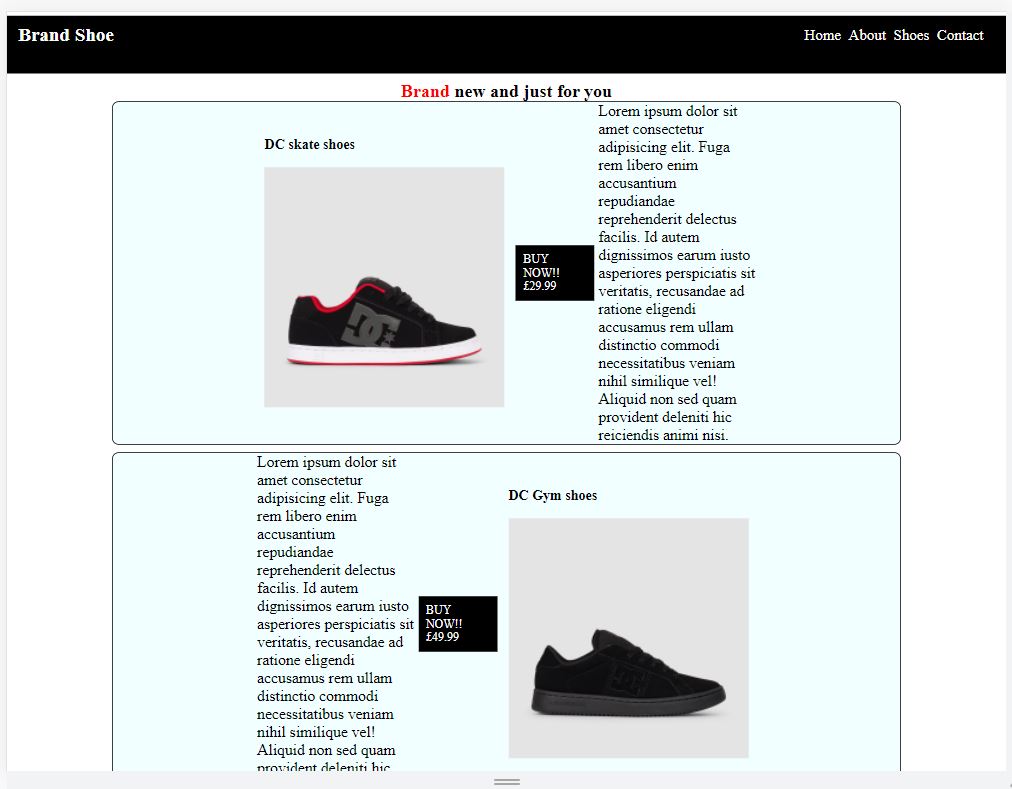 Brand Shoe
Home About Shoes Contact
Brand new and just for you
DC skate shoes
BUY
NOW!!
£29.99
Lorem ipsum dolor sit
amet consectetur
adipisicing elit. Fuga
rem libero enim
accusantium
repudiandae
reprehenderit delectus
facilis. Id autem
dignissimos earum iusto
asperiores perspiciatis sit
veritatis, recusandae ad
ratione eligendi
accusamus rem ullam
distinctio commodi
necessitatibus veniam
nihil similique vel!
Aliquid non sed quam
provident deleniti hic
reiciendis animi nisi.
Lorem ipsum dolor sit
amet consectetur
adipisicing elit. Fuga
rem libero enim
accusantium
repudiandae
reprehenderit delectus
facilis. Id autem
dignissimos earum iusto
asperiores perspiciatis sit
veritatis, recusandae ad
ratione eligendi
accusamus rem ullam
distinctio commodi
necessitatibus veniam
nihil similique vel!
Aliquid non sed quam
provident deleniti hic
BUY
NOW!!
£49.99
DC Gym shoes